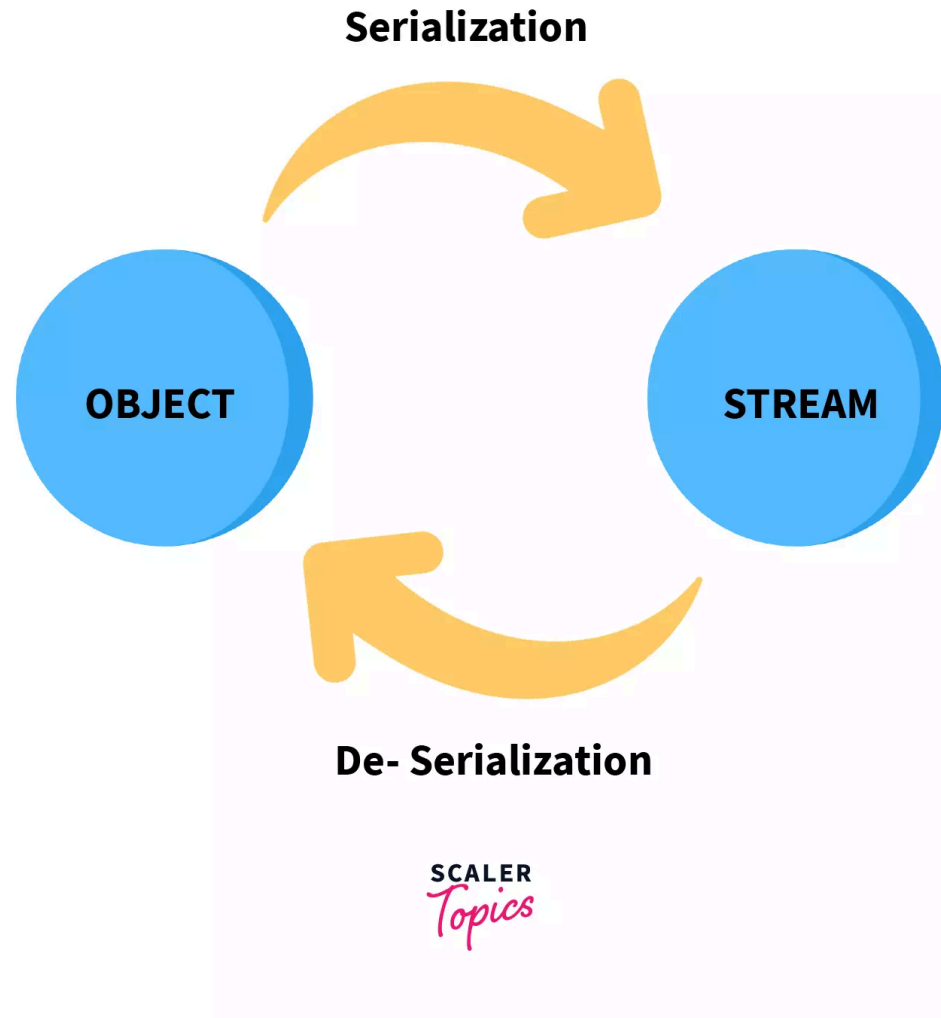 Serialization
OBJECT
STREAM
De- Serialization
SCALER
Topics